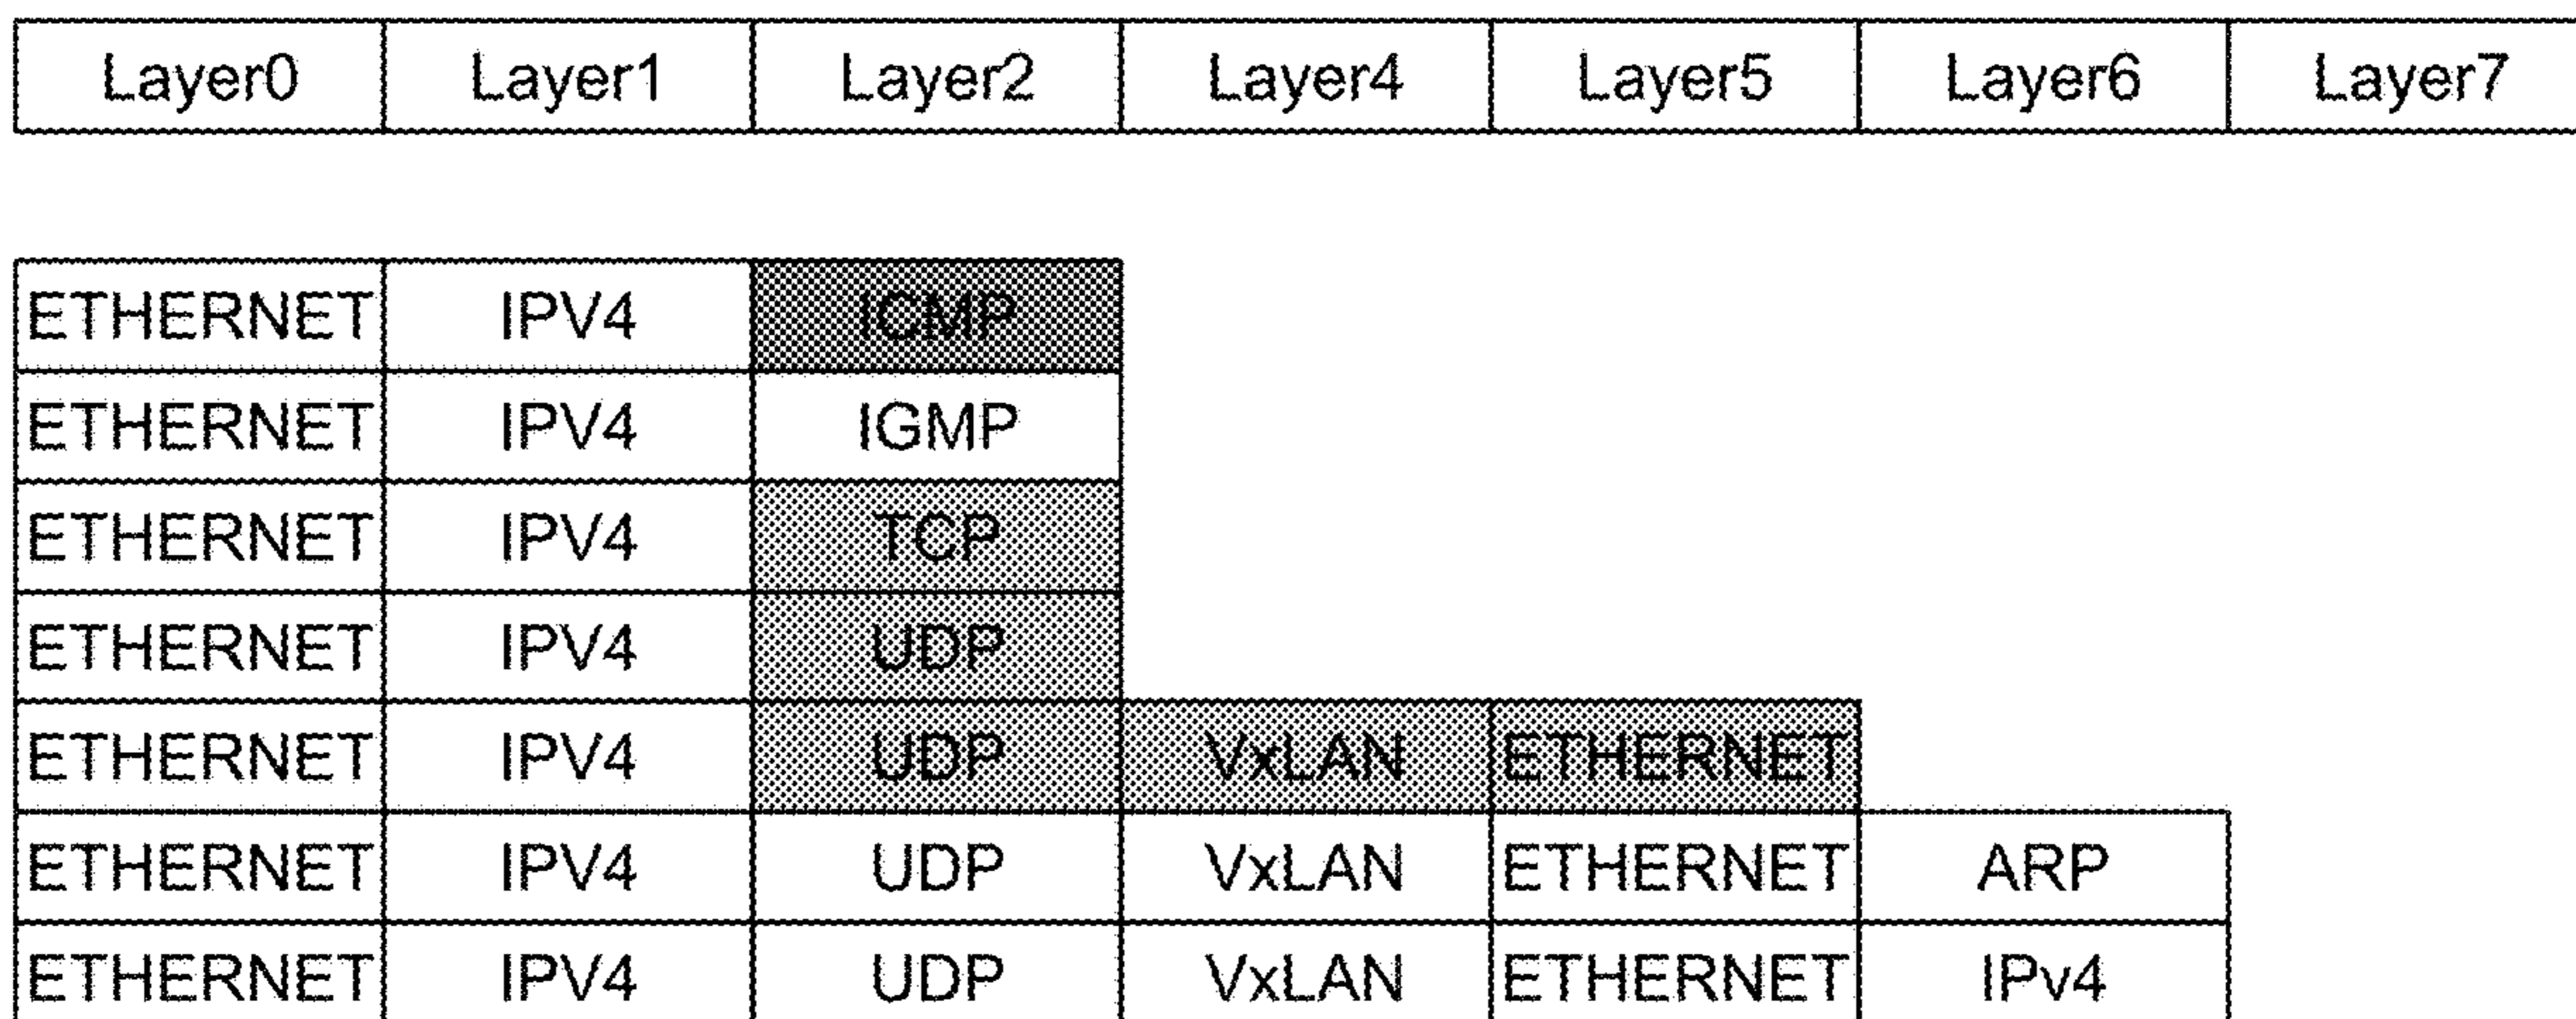 Layer0 Layer1 Layer2 Layer4 Layer5 Layer6 Layer7
ETHERNET IPV4 ICMP
ETHERNET IPV4 IGMP
ETHERNET IPV4 TCP
ETHERNET IPV4 UDP
ETHERNET IPV4 UDP VxLAN ETHERNET
ETHERNET IPV4 UDP VxLAN ETHERNET ARP
ETHERNET IPV4 UDP VxLAN ETHERNET IPv4